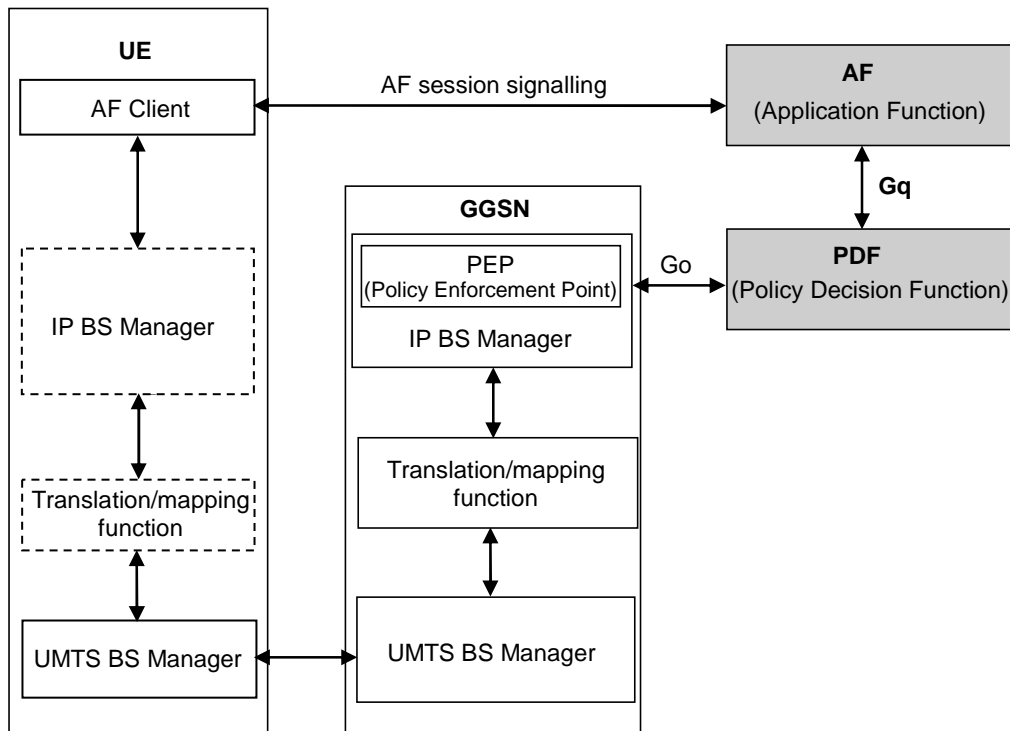 UE
AF Client
AF session signalling
AF
(Application Function)
Gq
GGSN
PEP
(Policy Enforcement Point)
IP BS Manager
Go
PDF
(Policy Decision Function)
IP BS Manager
Translation/mapping
function
Translation/mapping
function
UMTS BS Manager
UMTS BS Manager